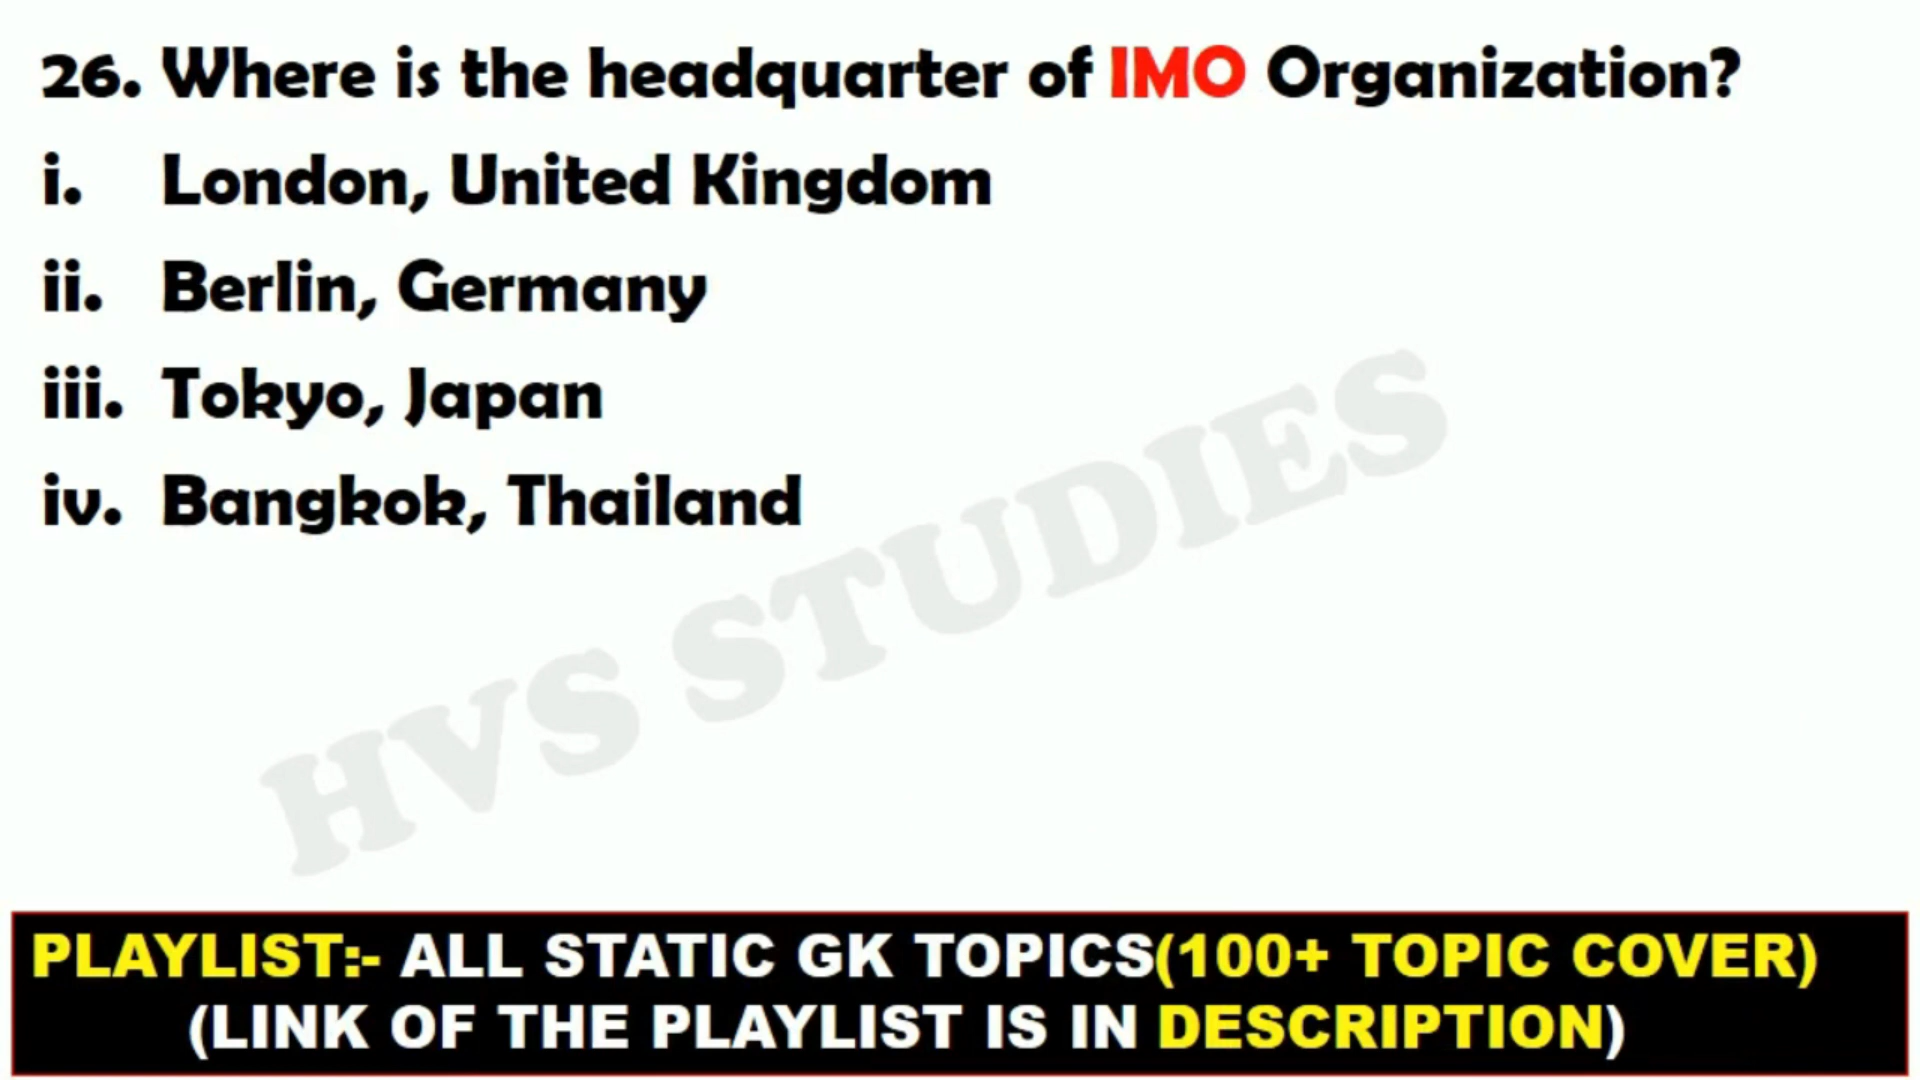 26. Where is the headquarter of IMO Organization?
i. London, United Kingdom
ii. Berlin, Germany
iii. Tokyo, Japan
iv. Bangkok, Thailand
HVS STUDIES
PLAYLIST:- ALL STATIC GK TOPICS(100+ TOPIC COVER)
(LINK OF THE PLAYLIST IS IN DESCRIPTION)